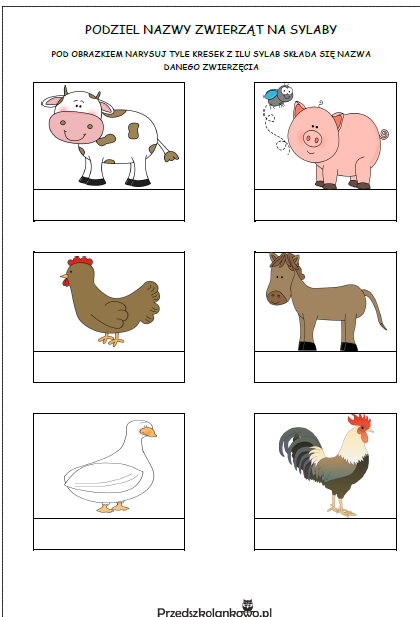 PODZIEL NAZWY ZWIERZĄT NA SYLABY
POD OBRAZKIEM NARYSUJ TYLE KRESEK Z ILU SYLAB SKŁADA SIĘ NAZWA
DANEGO ZWIERZĘCIA
Przedszkolankowo.pl